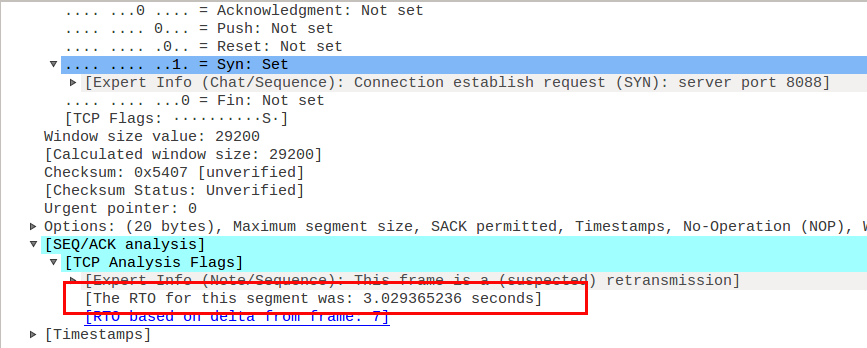 .... ...0 .... = Acknowledgment: Not set
.... .... 0... = Push: Not set
.... .... .0.. = Reset: Not set
.... .... ..1. = Syn: Set
[Expert Info (Chat/Sequence): Connection establish request (SYN): server port 8088]
.... .... ...0 = Fin: Not set
[TCP Flags: ··········S·]
Window size value: 29200
[Calculated window size: 29200]
Checksum: 0x5407 [unverified]
[Checksum Status: Unverified]
Urgent pointer: 0
Options: (20 bytes), Maximum segment size, SACK permitted, Timestamps, No-Operation (NOP),
[SEQ/ACK analysis]
[TCP Analysis Flags]
[Expert Info (Note/Sequence): This frame is a (suspected) retransmission]
[The RTO for this segment was: 3.029365236 seconds]
[RTO based on delta from frame: 7]
[Timestamps]